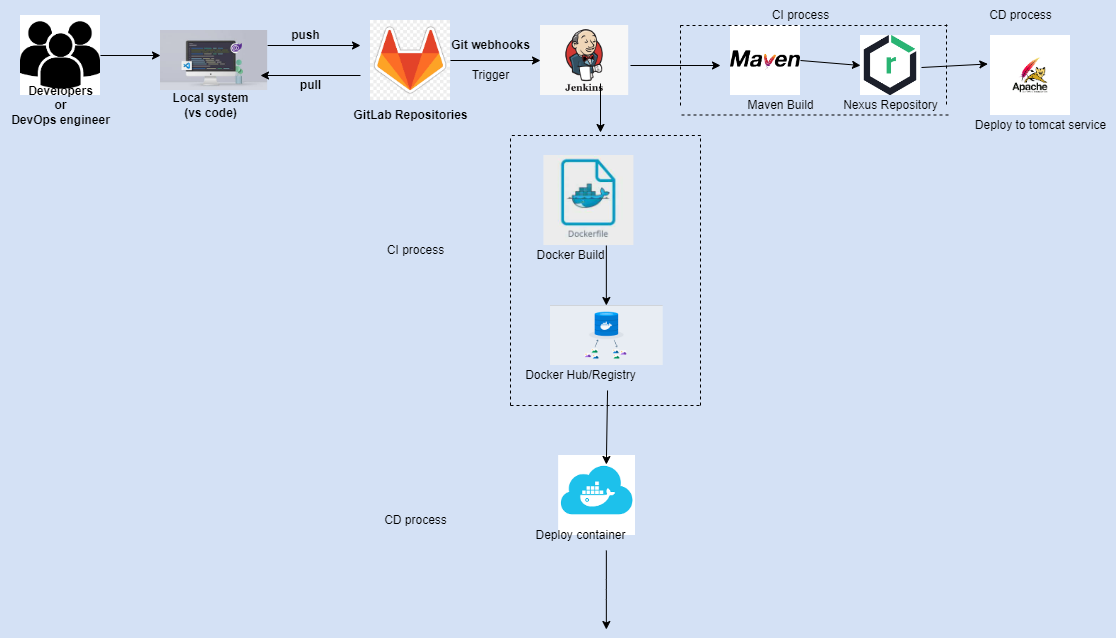 CI process
CD process
push
Git webhooks
Trigger
pull
Maven
r
Jenkins
Apache
Developers
or
DevOps engineer
Local system
(vs code)
GitLab Repositories
Maven Build
Nexus Repository
Deploy to tomcat service
Dockerfile
CI process
Docker Build
Docker Hub/Registry
CD process
Deploy container